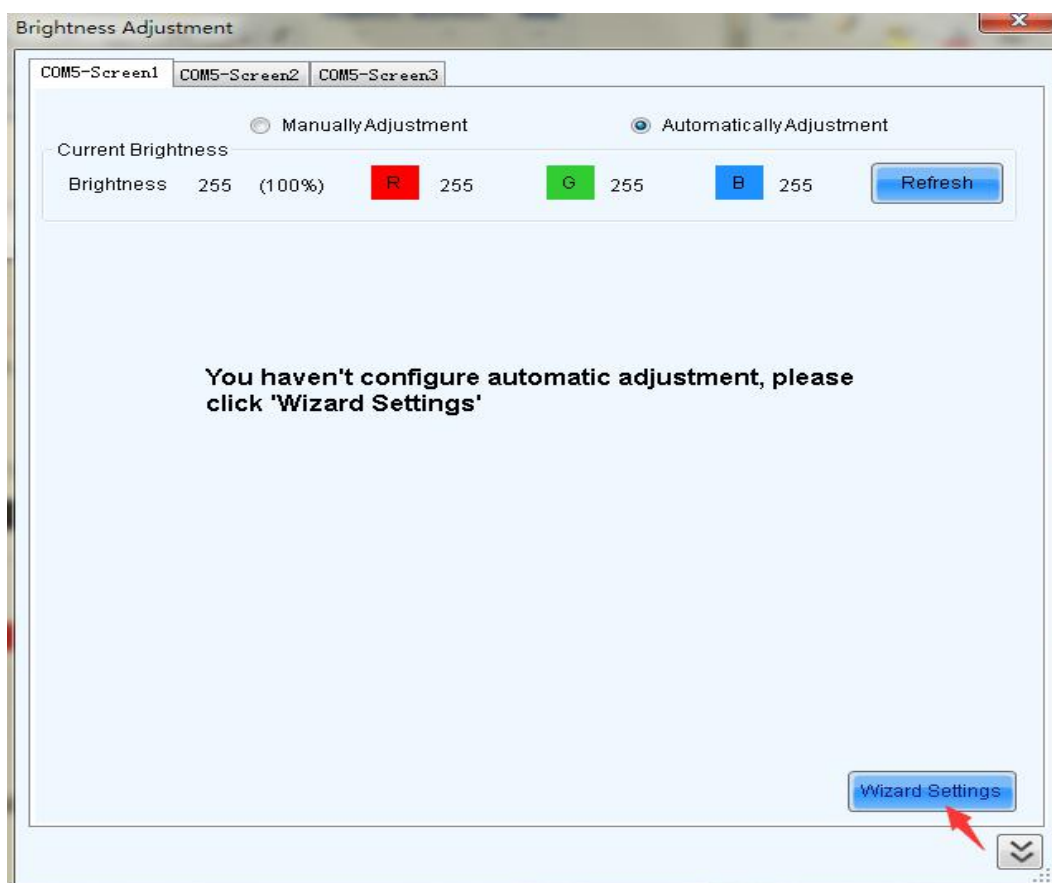 Brightness Adjustment
COM5-Screen1 COM5-Screen2 COM5-Screen3
Manually Adjustment Automatically Adjustment
Current Brightness
Brightness 255 (100%) R 255 G 255 B 255 Refresh
You haven't configure automatic adjustment, please
click 'Wizard Settings'
Wizard Settings